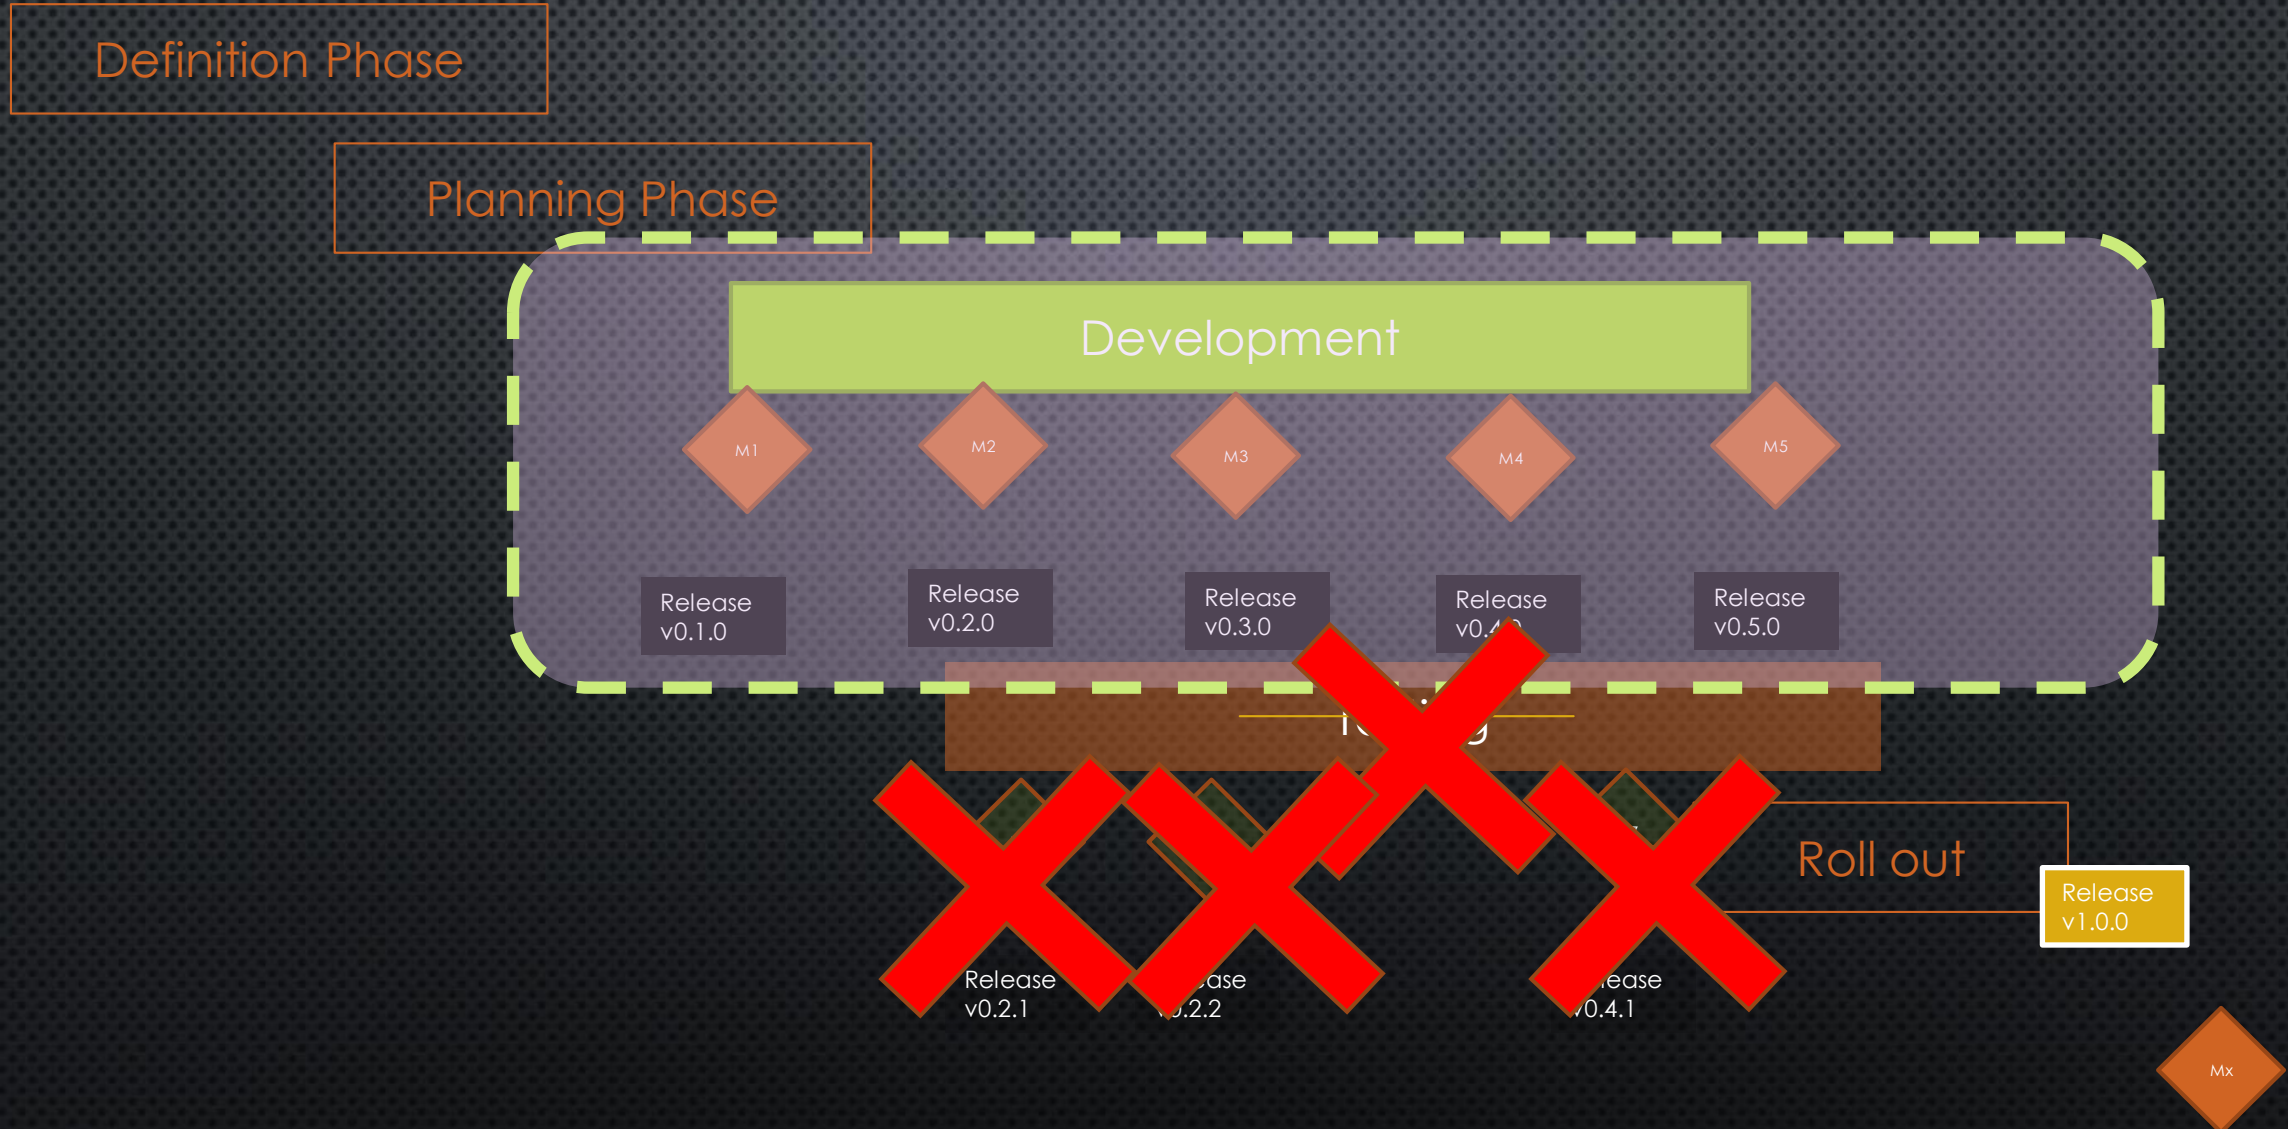 Definition Phase
Planning Phase
Development
M1
M2
M3
M4
M5
Release
v0.1.0
Release
v0.2.0
Release
v0.3.0
Release
Release
v0.5.0
Roll out
Release
v1.0.0
Release
v0.2.1
v0.4.1
Mx